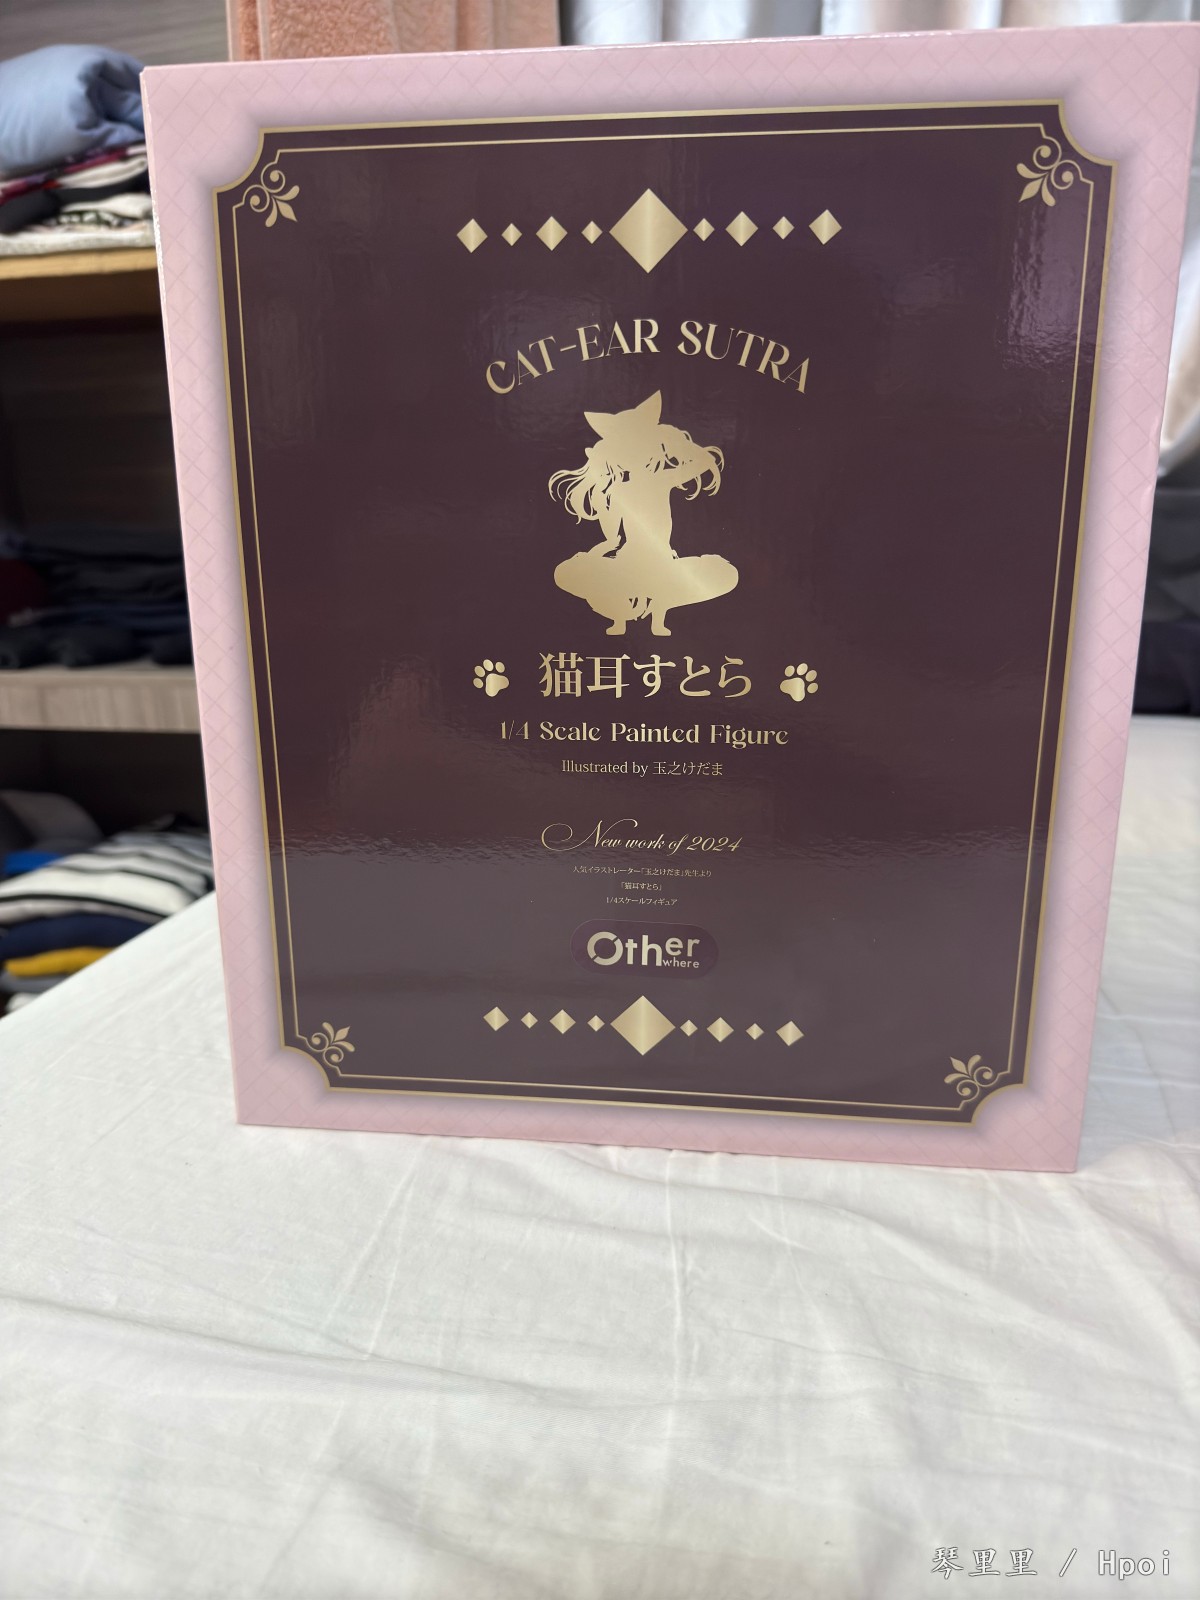 CAT-EAR SUTRA
猫耳すとら
1/4 Scale Painted Figure
Illustrated by 玉之けだま
New work of 2024
人気イラストレーター「玉之けだま」先生より
「猫耳すとら」
1/4スケールフィギュア
Other
where
琴里里 / Hpoi